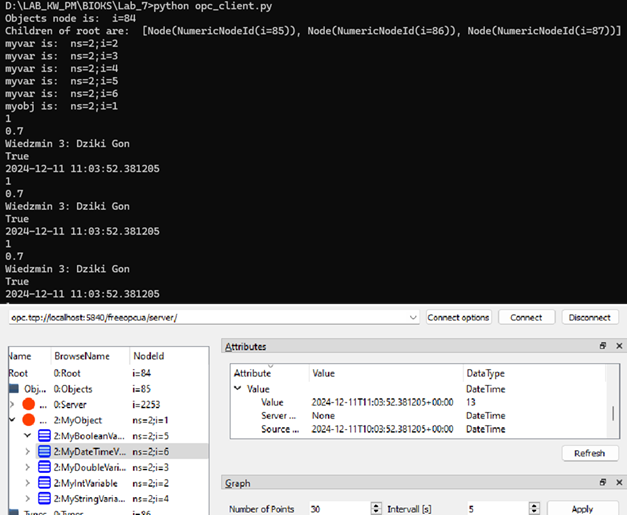 D:\LAB_KW_PM\BIOKS\Lab_7>python opc_client.py
Objects node is:  i=84
Children of root are:  [Node(NumericNodeId(i=85)), Node(NumericNodeId(i=86)), Node(NumericNodeId(i=87))]
myvar is:  ns=2;i=2
myvar is:  ns=2;i=3
myvar is:  ns=2;i=4
myvar is:  ns=2;i=5
myvar is:  ns=2;i=6
myobj is:  ns=2;i=1
1
0.7
Wiedzmin 3: Dziki Gon
True
2024-12-11 11:03:52.381205
1
0.7
Wiedzmin 3: Dziki Gon
True
2024-12-11 11:03:52.381205
1
0.7
Wiedzmin 3: Dziki Gon
True
2024-12-11 11:03:52.381205
opc.tcp://localhost:5840/freeopcua/server/ Connect options Connect Disconnect
Name BrowseName NodeId
Root 0:Root i=84
Obj... 0:Objects i=85
... 0:Server i=2253
... 2:MyObject ns=2;i=1
2:MyBooleanVa... ns=2;i=5
2:MyDateTimeV... ns=2;i=6
2:MyDoubleVari... ns=2;i=3
2:MyIntVariable ns=2;i=2
2:MyStringVari... ns=2;i=4
Types 0:Types i=86
Attributes
Attribute Value DataType
Value DateTime
Value 2024-12-11T11:03:52.381205+00:00 13
Server ... None DateTime
Source ... 2024-12-11T10:03:52.381205+00:00 DateTime
Refresh
Graph
Number of Points 30 Intervall [s] 5 Apply